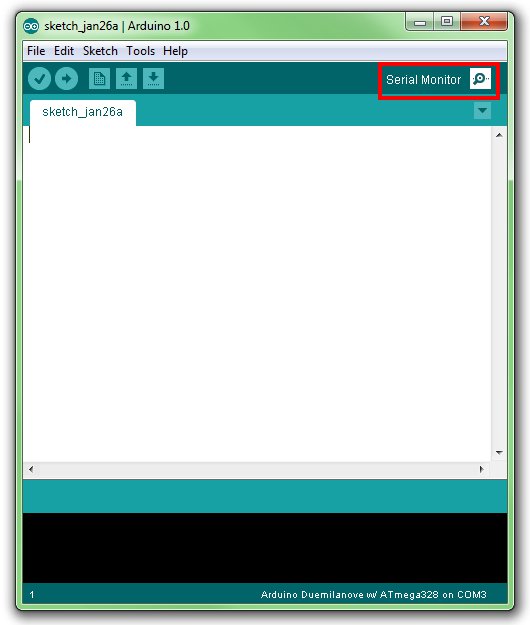 sketch_jan26a | Arduino 1.0
File Edit Sketch Tools Help
Serial Monitor
sketch_jan26a
1
Arduino Duemilanove w/ ATmega328 on COM3